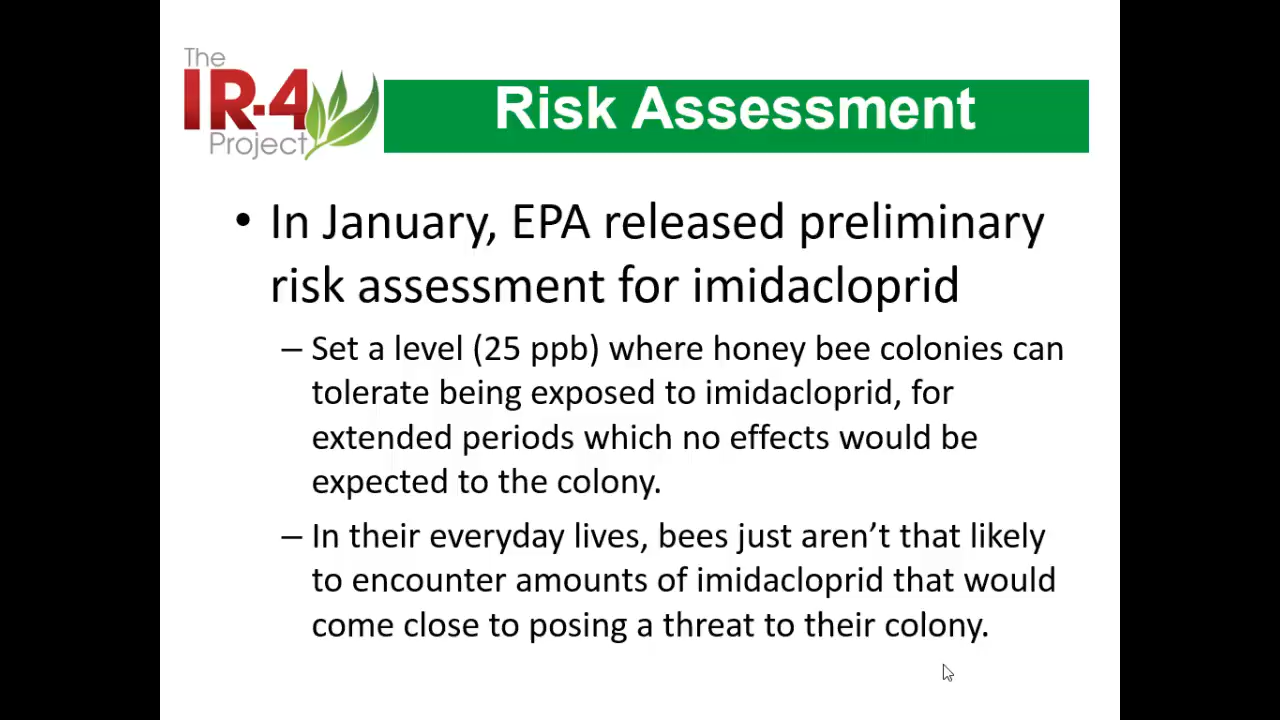 The
IR-4
Project
Risk Assessment
• In January, EPA released preliminary
risk assessment for imidacloprid
– Set a level (25 ppb) where honey bee colonies can
tolerate being exposed to imidacloprid, for
extended periods which no effects would be
expected to the colony.
– In their everyday lives, bees just aren’t that likely
to encounter amounts of imidacloprid that would
come close to posing a threat to their colony.